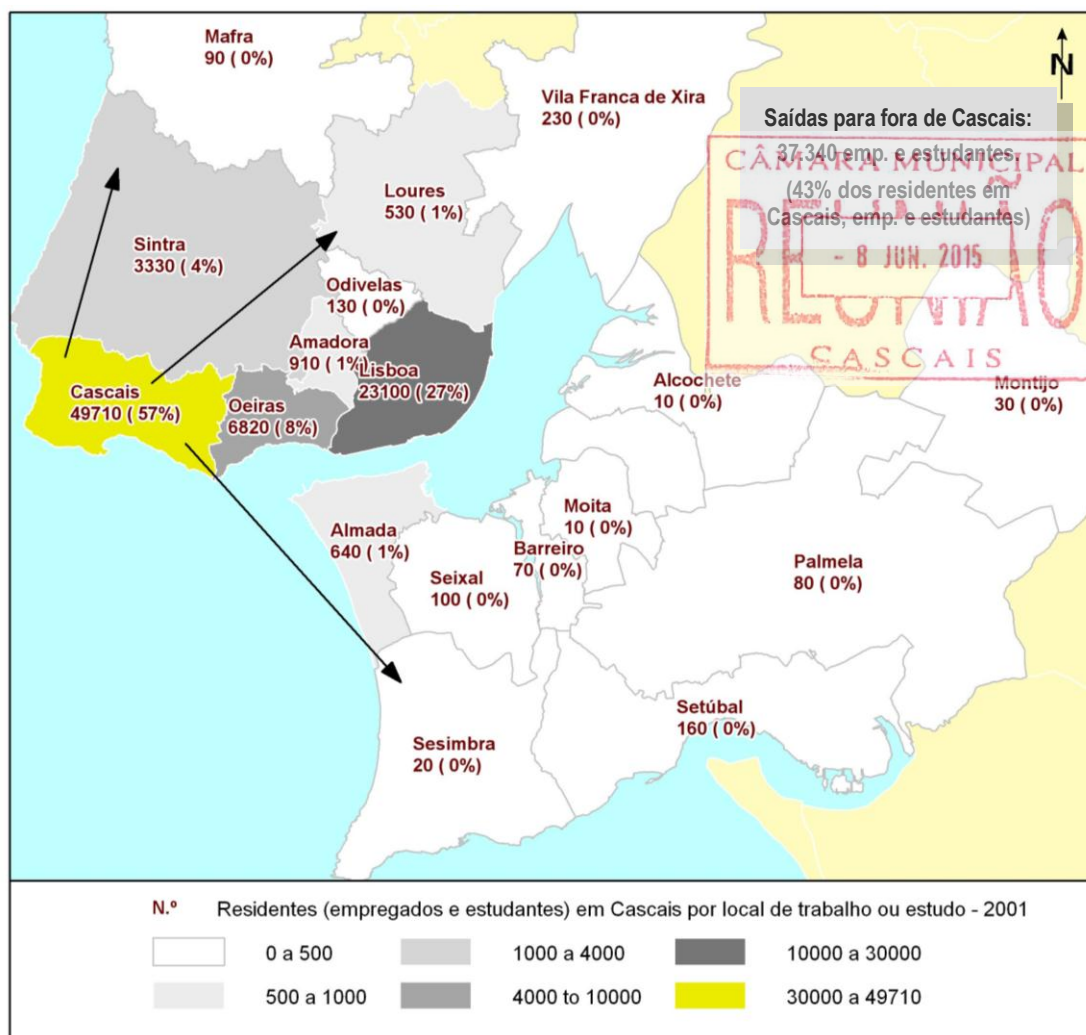 Mafra
90 ( 0%)
N
Vila Franca de Xira
230 ( 0%)
Saídas para fora de Cascais:
37.340 emp. e estudantes.
(43% dos residentes em
Cascais, emp. e estudantes)
CÂMARA MUNICIPAL
REUNIÃO
- 8 JUN. 2015
CASCAIS
Loures
530 ( 1%)
Sintra
3330 ( 4%)
Odivelas
130 ( 0%)
Amadora
910 ( 1%)
Lisboa
23100 ( 27%)
Cascais
49710 ( 57%)
Oeiras
6820 ( 8%)
Alcochete
10 ( 0%)
Montijo
30 ( 0%)
Almada
640 ( 1%)
Moita
10 ( 0%)
Barreiro
70 ( 0%)
Seixal
100 ( 0%)
Palmela
80 ( 0%)
Setúbal
160 ( 0%)
Sesimbra
20 ( 0%)
N.º Residentes (empregados e estudantes) em Cascais por local de trabalho ou estudo - 2001
0 a 500
1000 a 4000
10000 a 30000
500 a 1000
4000 to 10000
30000 a 49710